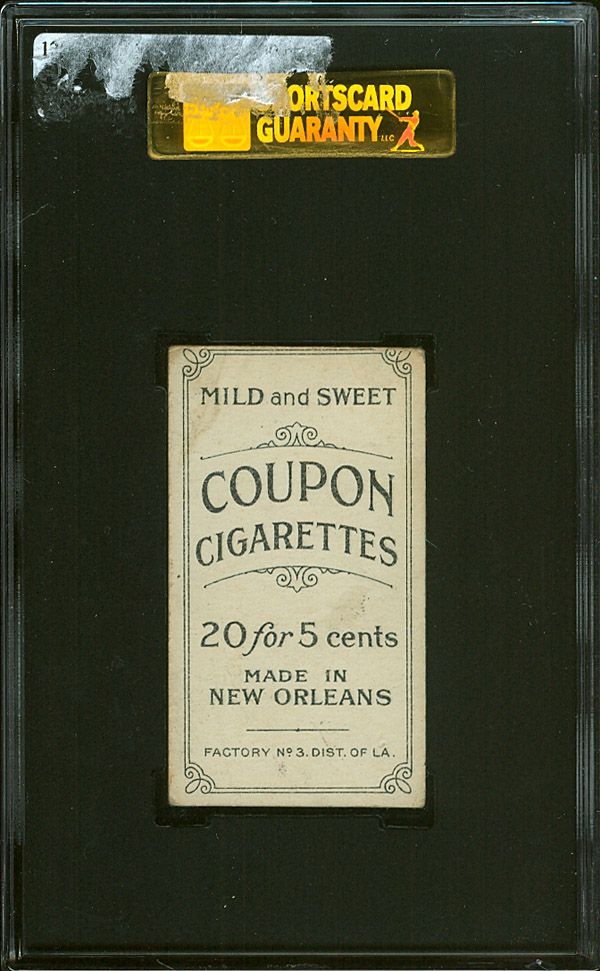 GUARANTY LLC
MILD and SWEET
COUPON
CIGARETTES
20 for 5 cents
MADE IN
NEW ORLEANS
FACTORY Nº 3. DIST. OF LA.